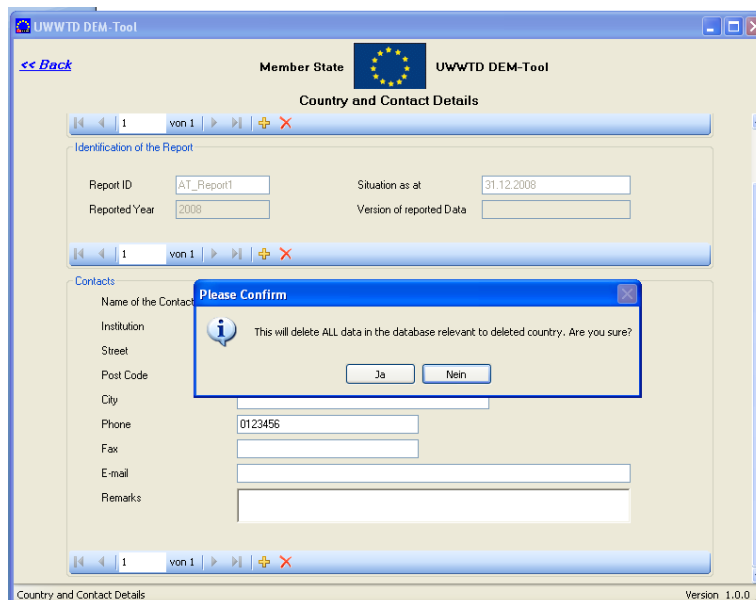 UWWTD DEM-Tool
<< Back
Member State UWWTD DEM-Tool
Country and Contact Details
1 von 1
Identification of the Report
Report ID AT_Report1 Situation as at 31.12.2008
Reported Year 2008 Version of reported Data
1 von 1
Contacts
Name of the Contact
Please Confirm
Institution
This will delete ALL data in the database relevant to deleted country. Are you sure?
Street
Post Code
Ja Nein
City
Phone 0123456
Fax
E-mail
Remarks
1 von 1
Country and Contact Details Version 1.0.0